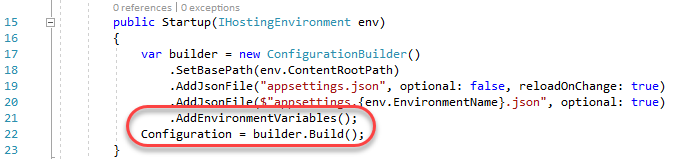 0 references | 0 exceptions
15 public Startup(IHostingEnvironment env)
16 {
17 var builder = new ConfigurationBuilder()
18 .SetBasePath(env.ContentRootPath)
19 .AddJsonFile("appsettings.json", optional: false, reloadOnChange: true)
20 .AddJsonFile($"appsettings.{env.EnvironmentName}.json", optional: true)
21 .AddEnvironmentVariables();
22 Configuration = builder.Build();
23 }